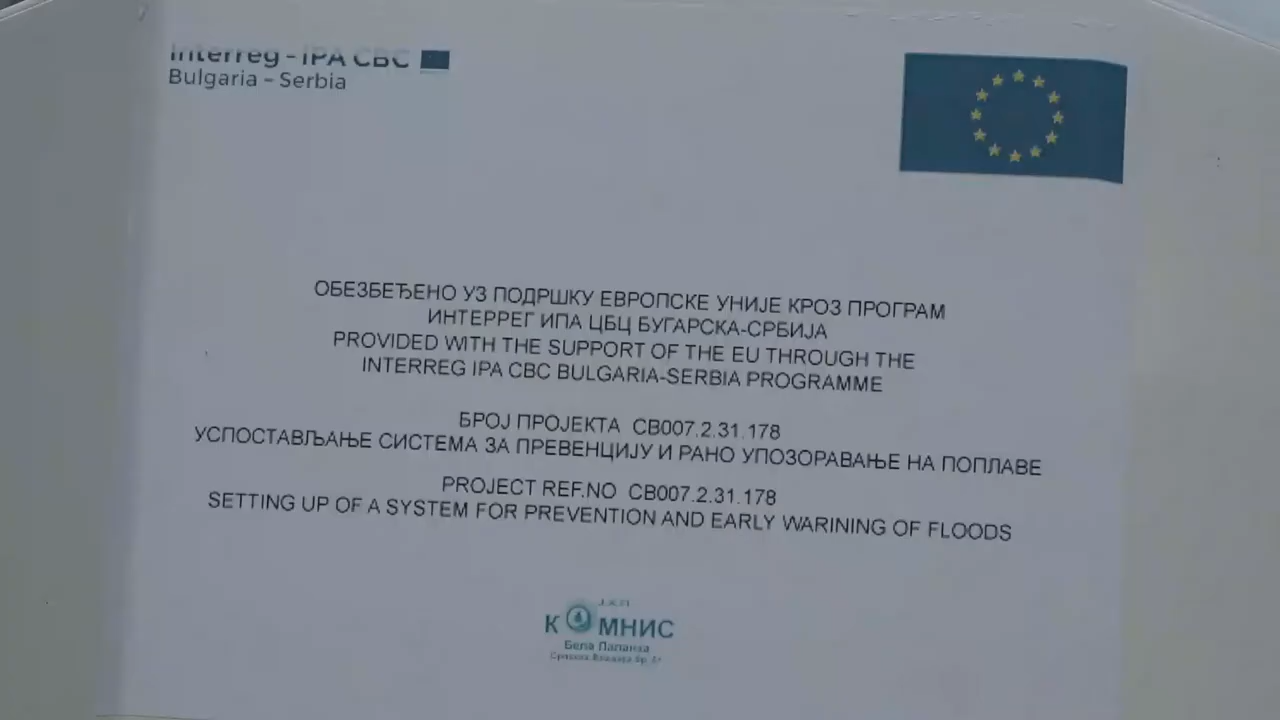 Interreg - IPA CBC
Bulgaria - Serbia
ОБЕЗБЕЂЕНО УЗ ПОДРШКУ ЕВРОПСКЕ УНИЈЕ КРОЗ ПРОГРАМ
ИНТЕРРЕГ ИПА ЦБЦ БУГАРСКА-СРБИЈА
PROVIDED WITH THE SUPPORT OF THE EU THROUGH THE
INTERREG IPA CBC BULGARIA-SERBIA PROGRAMME
БРОЈ ПРОЈЕКТА CB007.2.31.178
УСПОСТАВЉАЊЕ СИСТЕМА ЗА ПРЕВЕНЦИЈУ И РАНО УПОЗОРАВАЊЕ НА ПОПЛАВЕ
PROJECT REF.NO CB007.2.31.178
SETTING UP OF A SYSTEM FOR PREVENTION AND EARLY WARINING OF FLOODS
КОМНИС
Бела Паланка